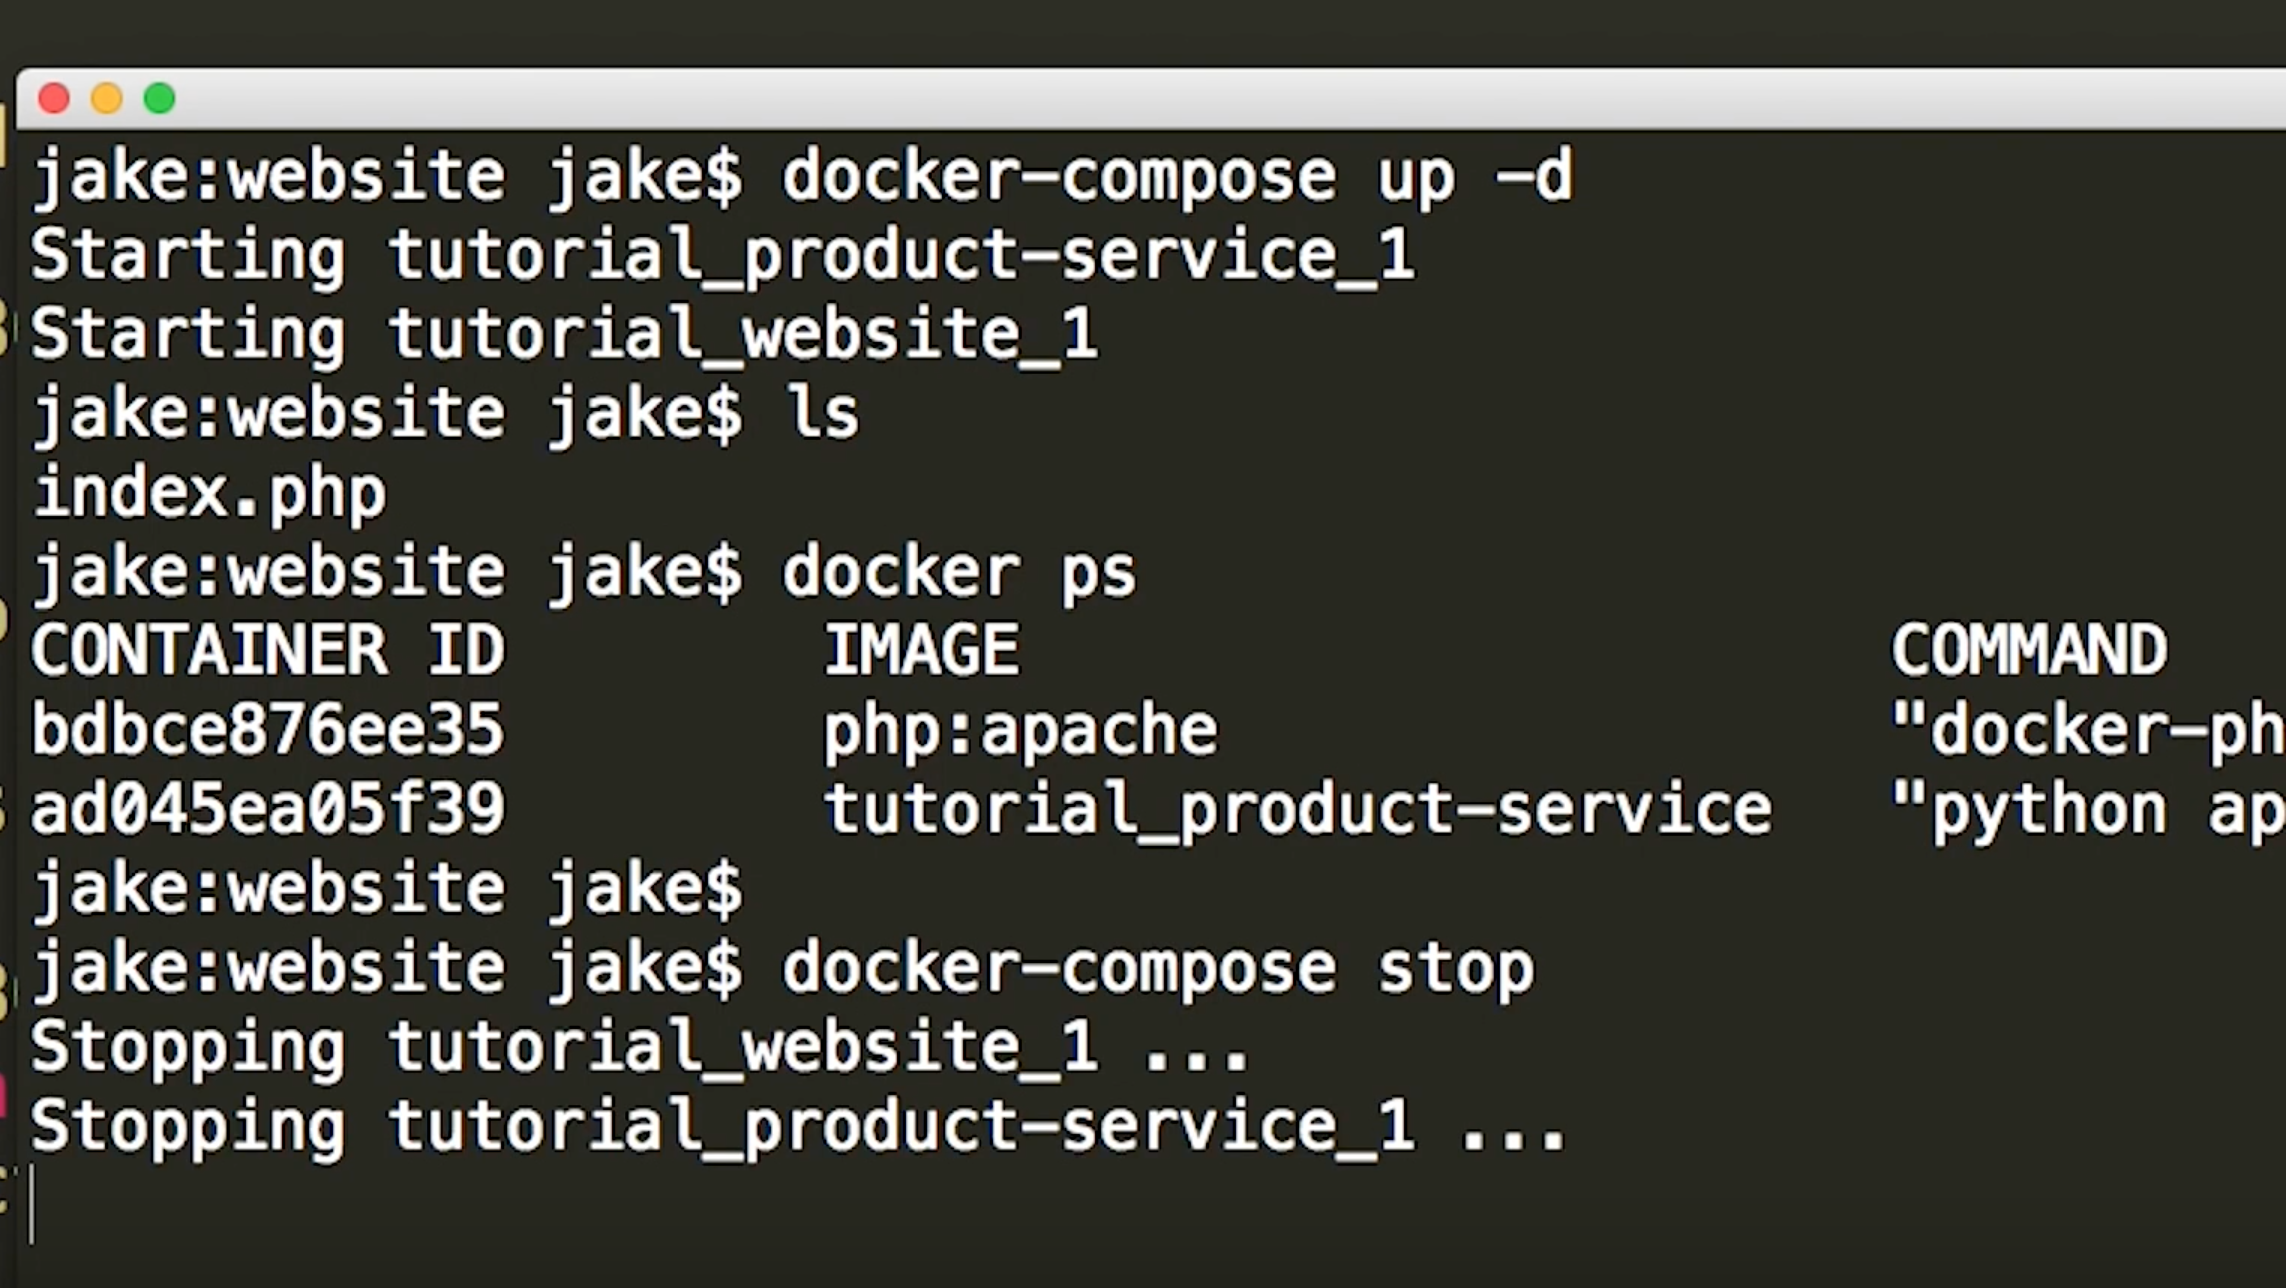 jake:website jake$ docker-compose up -d
Starting tutorial_product-service_1
Starting tutorial_website_1
jake:website jake$ ls
index.php
jake:website jake$ docker ps
CONTAINER ID        IMAGE                      COMMAND
bdbce876ee35        php:apache                 "docker-ph
ad045ea05f39        tutorial_product-service   "python ap
jake:website jake$
jake:website jake$ docker-compose stop
Stopping tutorial_website_1 ...
Stopping tutorial_product-service_1 ...